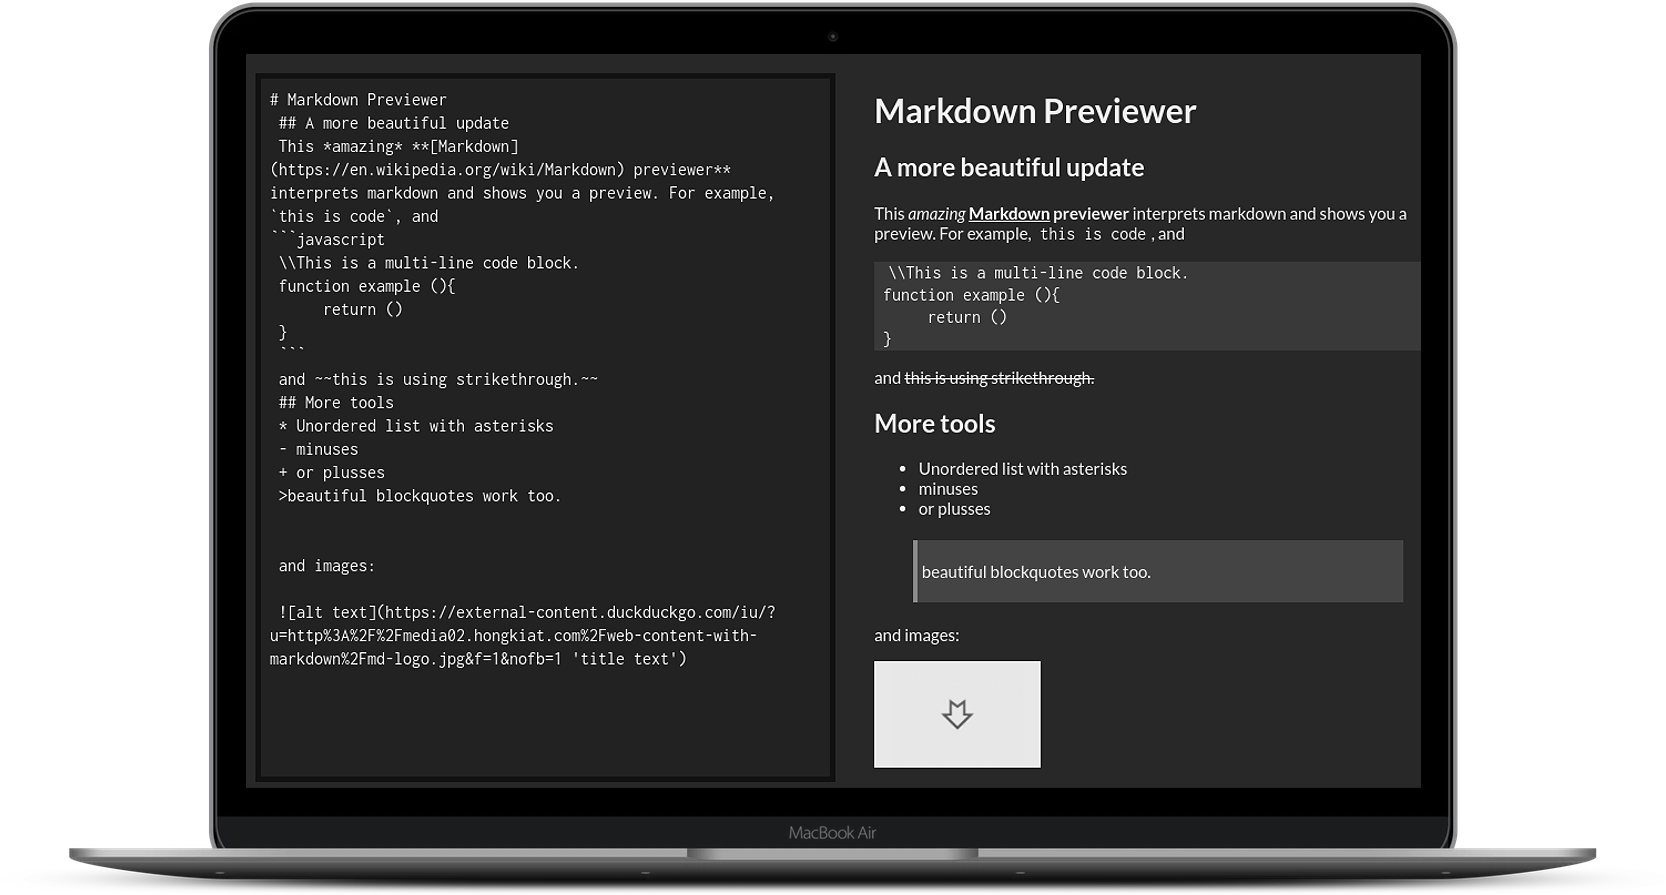 # Markdown Previewer
## A more beautiful update
This *amazing* **[Markdown]
(https://en.wikipedia.org/wiki/Markdown) previewer**
interprets markdown and shows you a preview. For example,
`this is code`, and
```javascript
\\This is a multi-line code block.
function example (){
return ()
}
```
and ~~this is using strikethrough.~~
## More tools
* Unordered list with asterisks
- minuses
+ or plusses
>beautiful blockquotes work too.
and images:
![alt text](https://external-content.duckduckgo.com/iu/?
u=http%3A%2F%2Fmedia02.hongkiat.com%2Fweb-content-with-
markdown%2Fmd-logo.jpg&f=1&nofb=1 'title text')
Markdown Previewer
A more beautiful update
This amazing Markdown previewer interprets markdown and shows you a
preview. For example, this is code , and
\\This is a multi-line code block.
function example (){
return ()
}
and this is using strikethrough.
More tools
• Unordered list with asterisks
• minuses
• or plusses
beautiful blockquotes work too.
and images:
MacBook Air